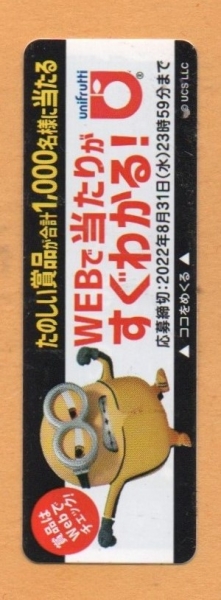 たのしい賞品が合計1,000名様に当たる
WEBで当たりが
すぐわかる!
unifrutti
®
応募締切:2022年8月31日(水)23時59分まで
賞品は
Webで
チェック!
▲ ココをめくる ▲
© UCS LLC